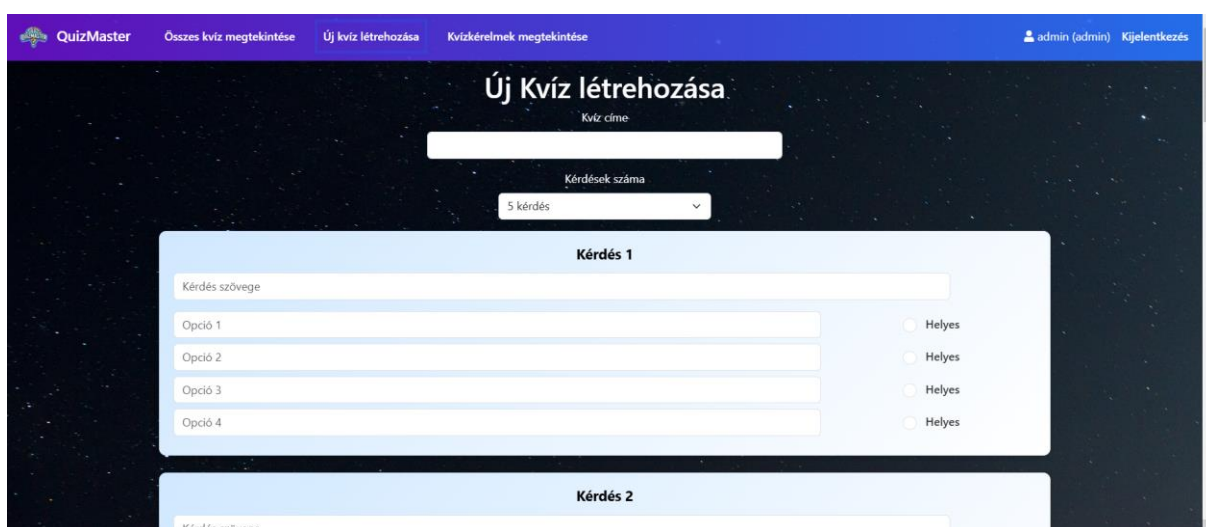 QuizMaster Összes kvíz megtekintése Új kvíz létrehozása Kvízkérelmek megtekintése admin (admin) Kijelentkezés
Új Kvíz létrehozása
Kvíz címe
Kérdések száma
5 kérdés
Kérdés 1
Kérdés szövege
Opció 1 Helyes
Opció 2 Helyes
Opció 3 Helyes
Opció 4 Helyes
Kérdés 2